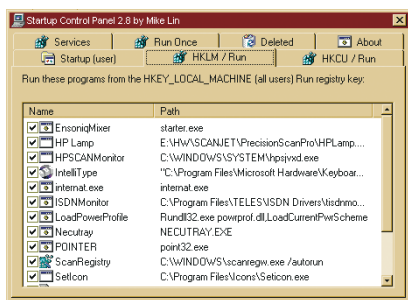 Startup Control Panel 2.8 by Mike Lin
Services Run Once Deleted About
Startup (user) HKLM / Run HKCU / Run
Run these programs from the HKEY_LOCAL_MACHINE (all users) Run registry key:
Name Path
EnsoniqMixer starter.exe
HP Lamp E:\HW\SCANJET\PrecisionScanPro\HPLamp....
HPSCANMonitor C:\WINDOWS\SYSTEM\hpsjvxd.exe
IntelliType "C:\Program Files\Microsoft Hardware\Keyboar...
internat.exe internat.exe
ISDNMonitor C:\Program Files\TELES\ISDN Drivers\tisdnmo...
LoadPowerProfile Rundll32.exe powrprof.dll,LoadCurrentPwrScheme
Necutray NECUTRAY.EXE
POINTER point32.exe
ScanRegistry C:\WINDOWS\scanregw.exe /autorun
SetIcon C:\Program Files\Icons\Seticon.exe